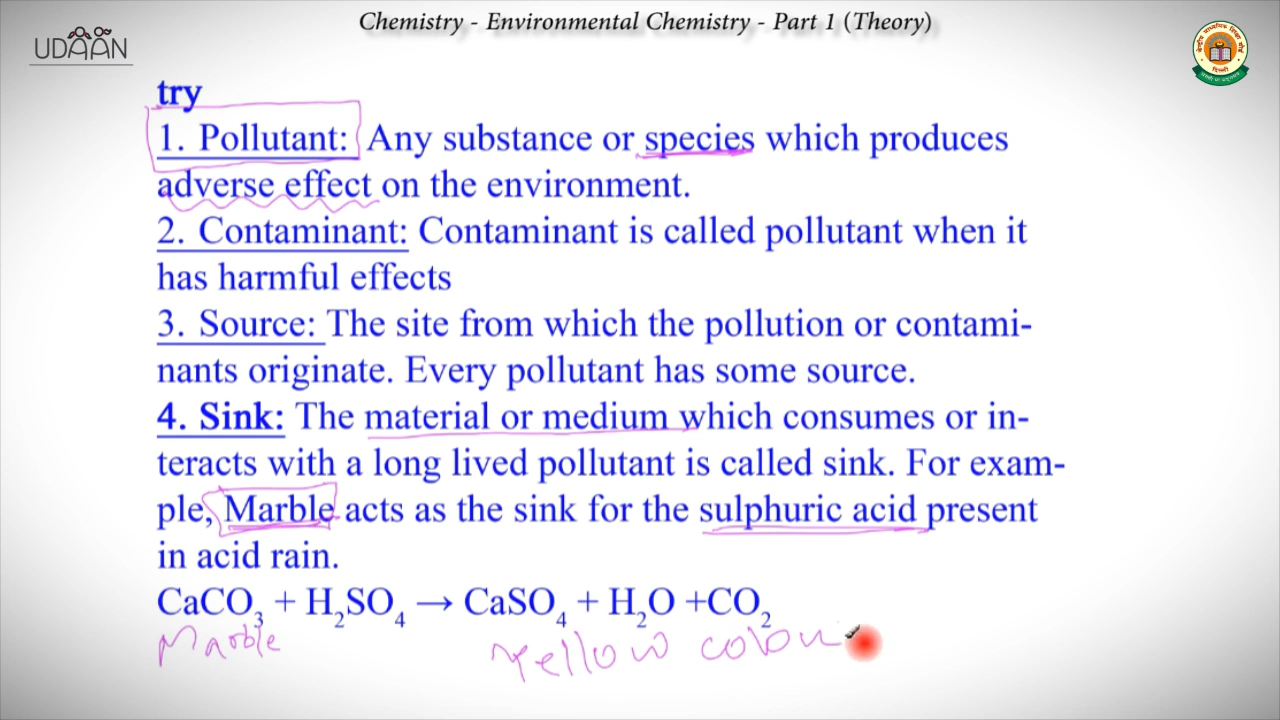 Chemistry - Environmental Chemistry - Part 1 (Theory)
UDAAN
try
1. Pollutant: Any substance or species which produces
adverse effect on the environment.
2. Contaminant: Contaminant is called pollutant when it
has harmful effects
3. Source: The site from which the pollution or contami-
nants originate. Every pollutant has some source.
4. Sink: The material or medium which consumes or in-
teracts with a long lived pollutant is called sink. For exam-
ple, Marble acts as the sink for the sulphuric acid present
in acid rain.
CaCO₃ + H₂SO₄ → CaSO₄ + H₂O +CO₂
Marble Yellow colou